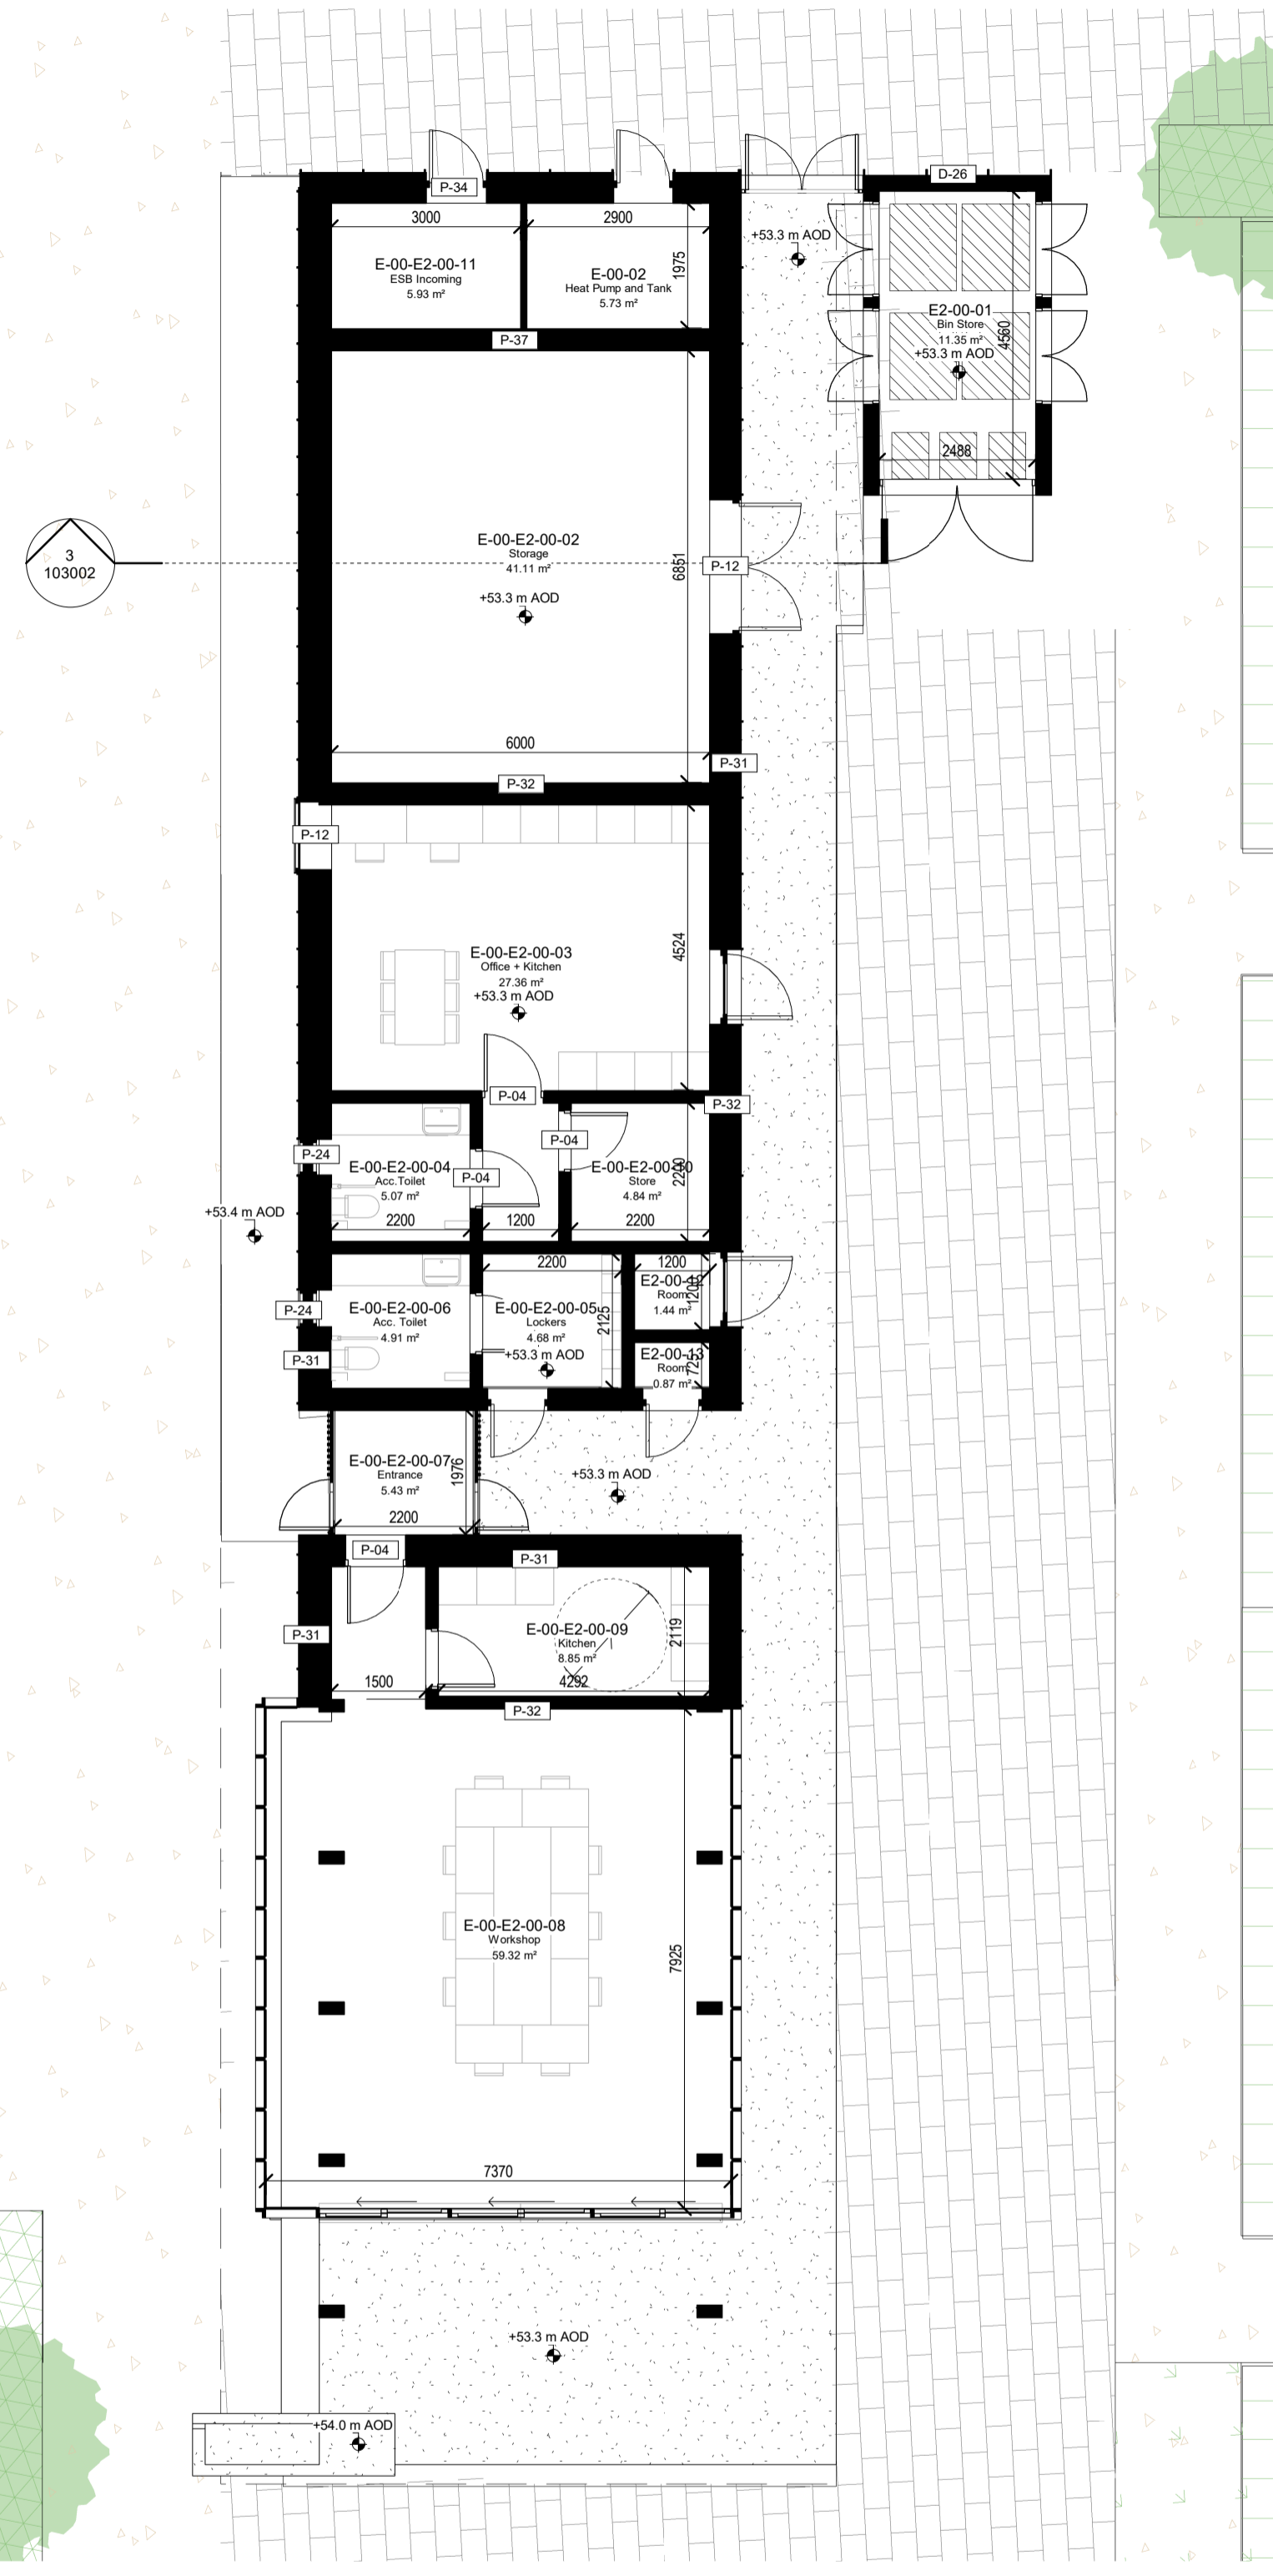 D-26
P-34
3000
2900
+53.3 m AOD
1975
E-00-E2-00-11
ESB Incoming
5.93 m²
E-00-02
Heat Pump and Tank
5.73 m²
E2-00-01
Bin Store
11.35 m²
+53.3 m AOD
4560
P-37
2488
3
103002
E-00-E2-00-02
Storage
41.11 m²
+53.3 m AOD
6851
P-12
6000
P-31
P-32
P-12
E-00-E2-00-03
Office + Kitchen
27.36 m²
+53.3 m AOD
4524
P-04
P-32
P-04
P-24
E-00-E2-00-04
Acc.Toilet
5.07 m²
P-04
Store
4.84 m²
2200
+53.4 m AOD
2200
1200
2200
2200
1200
P-24
E-00-E2-00-06
Acc. Toilet
4.91 m²
E-00-E2-00-05
Lockers
4.68 m²
+53.3 m AOD
2125
Room
1.44 m²
1200
P-31
E2-00-13
Room
0.87 m²
725
E-00-E2-00-07
Entrance
5.43 m²
1976
2200
+53.3 m AOD
P-04
P-31
P-31
E-00-E2-00-09
Kitchen
8.85 m²
2119
1500
4292
P-32
E-00-E2-00-08
Workshop
59.32 m²
7925
7370
+53.3 m AOD
+54.0 m AOD